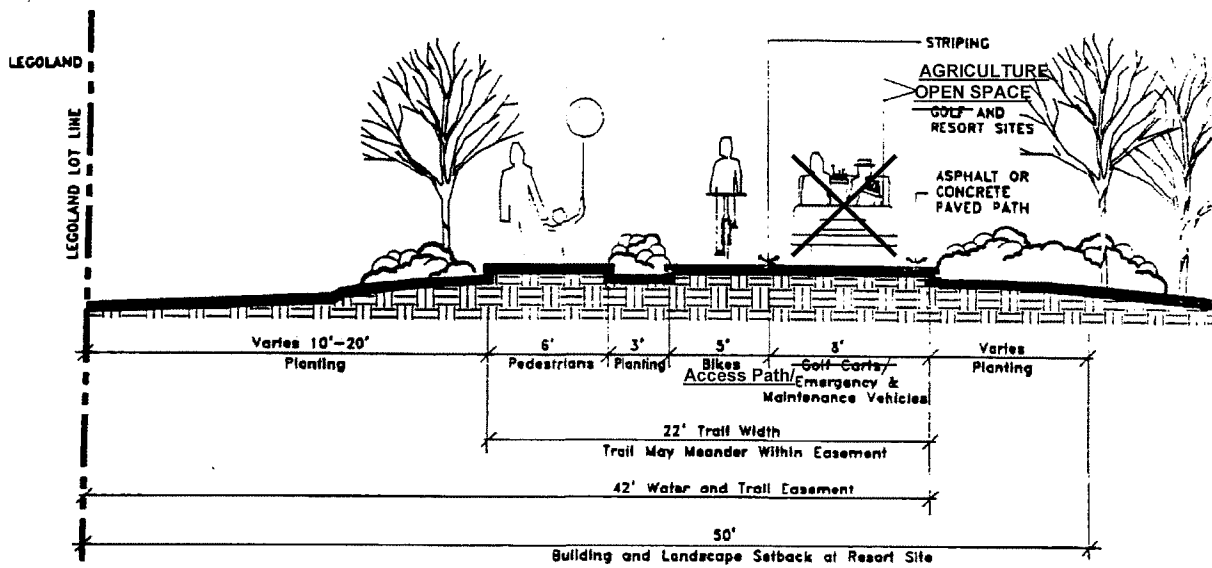 LEGOLAND
LEGOLAND LOT LINE
STRIPING
AGRICULTURE
OPEN SPACE
GOLF AND
RESORT SITES
ASPHALT OR
CONCRETE
PAVED PATH
Varies 10'-20'
Planting
6'
Pedestrians
3'
Planting
5'
Bikes
8'
Golf Carts/
Access Path/
Emergency &
Maintenance Vehicles
Varies
Planting
22' Trail Width
Trail May Meander Within Easement
42' Water and Trail Easement
50'
Building and Landscape Setback at Resort Site